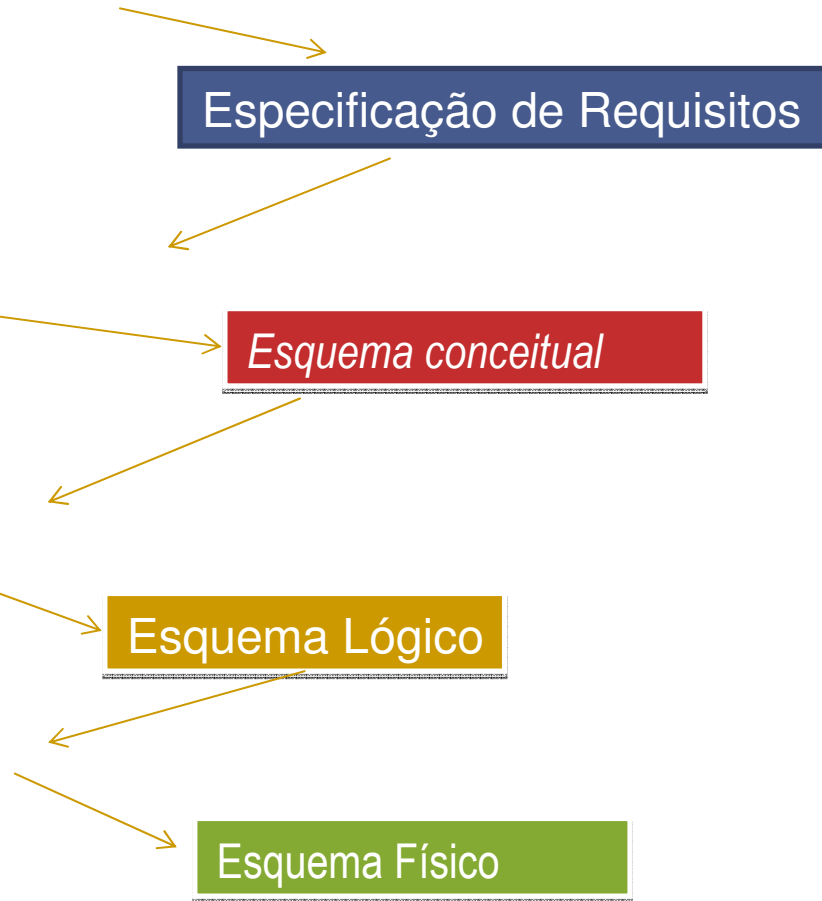 Especificação de Requisitos
Esquema conceitual
Esquema Lógico
Esquema Físico